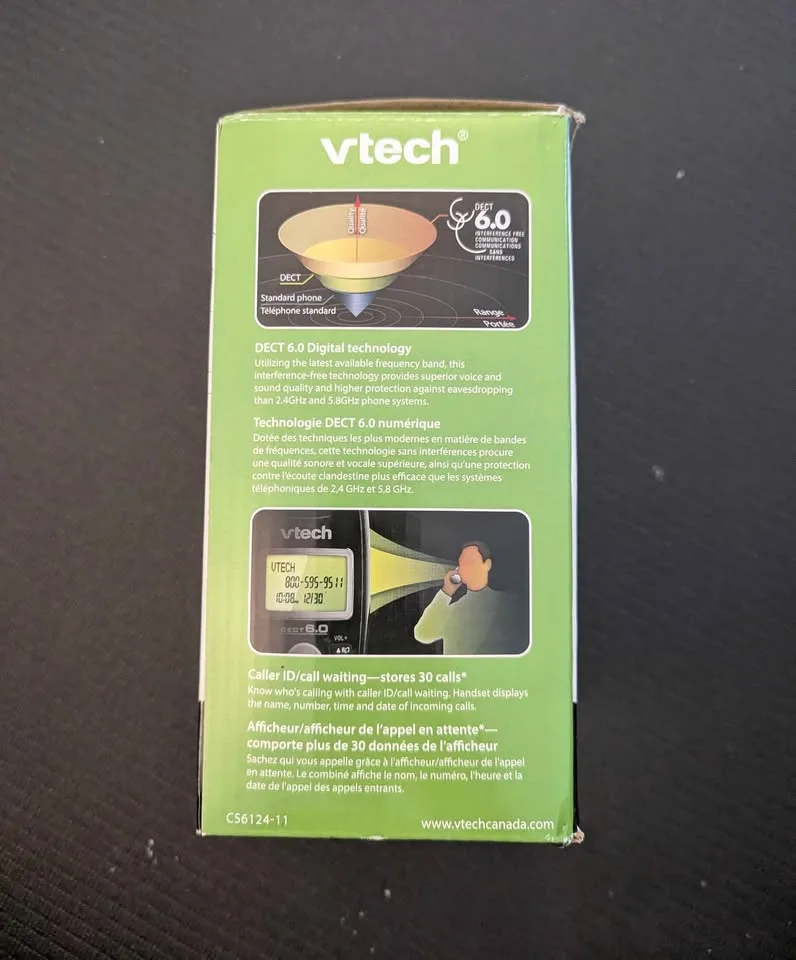 vtech®
Quality
Qualité
DECT
6.0
INTERFERENCE FREE
COMMUNICATION
COMMUNICATIONS
SANS
INTERFÉRENCES
DECT
Standard phone
Téléphone standard
Range
Portée
DECT 6.0 Digital technology
Utilizing the latest available frequency band, this
interference-free technology provides superior voice and
sound quality and higher protection against eavesdropping
than 2.4GHz and 5.8GHz phone systems.
Technologie DECT 6.0 numérique
Dotée des techniques les plus modernes en matière de bandes
de fréquences, cette technologie sans interférences procure
une qualité sonore et vocale supérieure, ainsi qu'une protection
contre l'écoute clandestine plus efficace que les systèmes
téléphoniques de 2,4 GHz et 5,8 GHz.
vtech
VTECH
800-595-9511
10:08AM 12/30
DECT 6.0
VOL+
Caller ID/call waiting—stores 30 calls*
Know who's calling with caller ID/call waiting. Handset displays
the name, number, time and date of incoming calls.
Afficheur/afficheur de l'appel en attente*—
comporte plus de 30 données de l'afficheur
Sachez qui vous appelle grâce à l'afficheur/afficheur de l'appel
en attente. Le combiné affiche le nom, le numéro, l'heure et la
date de l'appel des appels entrants.
CS6124-11
www.vtechcanada.com